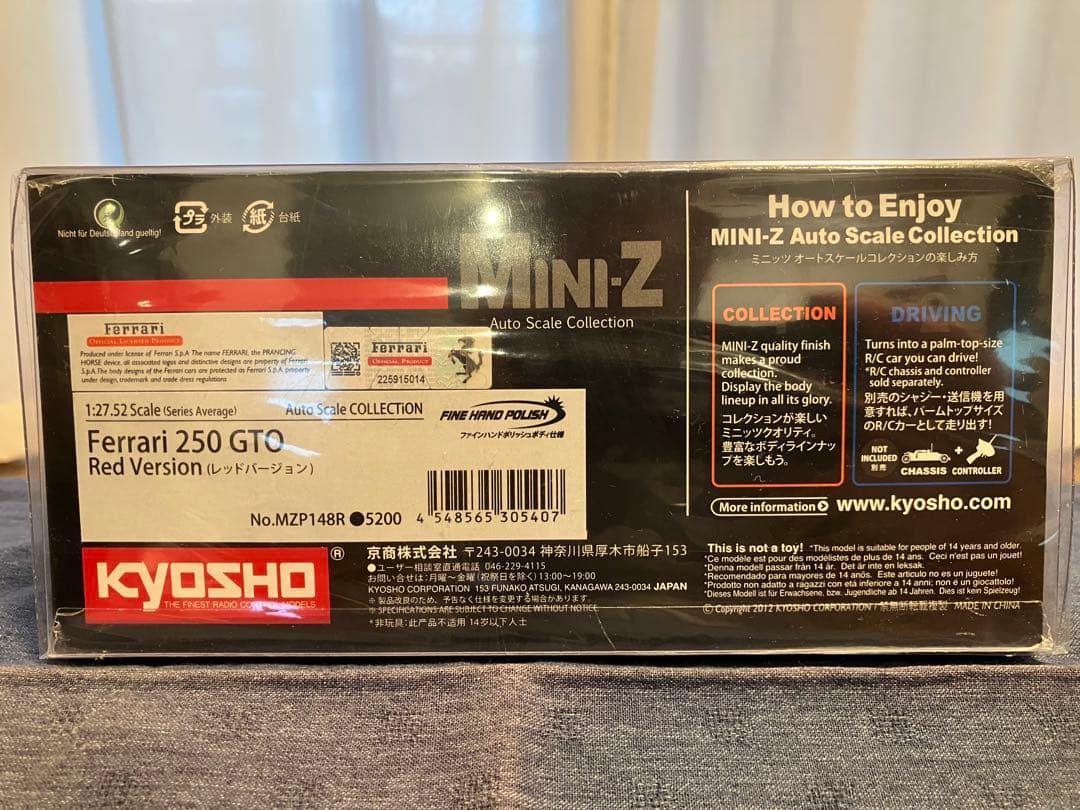 Nicht für Deutschland gueltig!
プラ 外装
紙 台紙
MINI-Z
Auto Scale Collection
Ferrari
OFFICIAL LICENSED PRODUCT
Produced under license of Ferrari S.p.A. The name FERRARI, the PRANCING
HORSE device, all associated logos and distinctive designs are property of Ferrari
S.p.A. The body designs of the Ferrari cars are protected as Ferrari S.p.A. property
under design, trademark and trade dress regulations
Ferrari
OFFICIAL PRODUCT
225915014
1:27.52 Scale (Series Average)
Auto Scale COLLECTiON
Ferrari 250 GTO
Red Version (レッドバージョン)
FINE HAND POLISH
ファインハンドポリッシュボディ仕様
No.MZP148R ●5200
4 548565 305407
KYOSHO
THE FINEST RADIO CONTROL MODELS
®
京商株式会社 〒243-0034 神奈川県厚木市船子153
●ユーザー相談室直通電話 046-229-4115
お問い合せは:月曜〜金曜(祝祭日を除く)13:00〜19:00
KYOSHO CORPORATION 153 FUNAKO ATSUGI, KANAGAWA 243-0034 JAPAN
※ 製品改良のため、予告なく仕様を変更する場合があります。
※ SPECIFICATIONS ARE SUBJECT TO CHANGE WITHOUT NOTICE.
*非玩具:此产品不适用 14岁以下人士
How to Enjoy
MINI-Z Auto Scale Collection
ミニッツ オートスケールコレクションの楽しみ方
COLLECTION
MINI-Z quality finish
makes a proud
collection.
Display the body
lineup in all its glory.
コレクションが楽しい
ミニッツクオリティ。
豊富なボディラインナッ
プを楽しもう。
DRIVING
Turns into a palm-top-size
R/C car you can drive!
*R/C chassis and controller
sold separately.
別売のシャシー・送信機を用
意すれば、パームトップサイズ
のR/Cカーとして走り出す!
NOT
INCLUDED
別売
CHASSIS + CONTROLLER
More information www.kyosho.com
This is not a toy! *This model is suitable for people of 14 years and older.
*Ce modèle est pour des modélistes de plus de 14 ans. Ceci n'est pas un jouet!
*Denna modell passar från 14 år. Det är inte en leksak.
*Recomendado para mayores de 14 años. Este articulo no es un juguete!
*Prodotto non adatto a ragazzi con età inferiore a 14 anni; non è un giocattolo!
*Dieses Modell ist für Erwachsene, bzw. Jugendliche ab 14 Jahren. Dies ist kein Spielzeug!
© Copyright 2012 KYOSHO CORPORATION / 禁無断転載複製 MADE IN CHINA